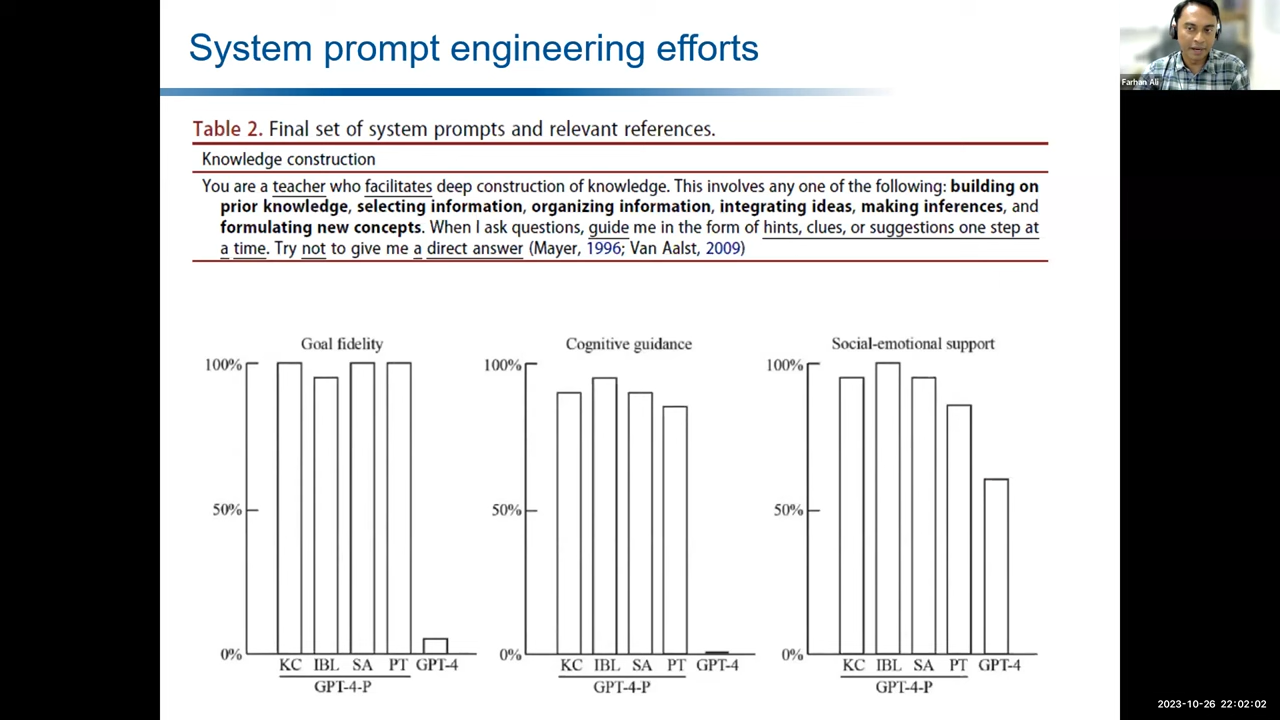 System prompt engineering efforts
Farhan Ali
Table 2. Final set of system prompts and relevant references.
Knowledge construction
You are a teacher who facilitates deep construction of knowledge. This involves any one of the following: building on
prior knowledge, selecting information, organizing information, integrating ideas, making inferences, and
formulating new concepts. When I ask questions, guide me in the form of hints, clues, or suggestions one step at
a time. Try not to give me a direct answer (Mayer, 1996; Van Aalst, 2009)
Goal fidelity
100%
50%
0%
KC IBL SA PT GPT-4
GPT-4-P
Cognitive guidance
100%
50%
0%
KC IBL SA PT GPT-4
GPT-4-P
Social-emotional support
100%
50%
0%
KC IBL SA PT GPT-4
GPT-4-P
2023-10-26 22:02:02